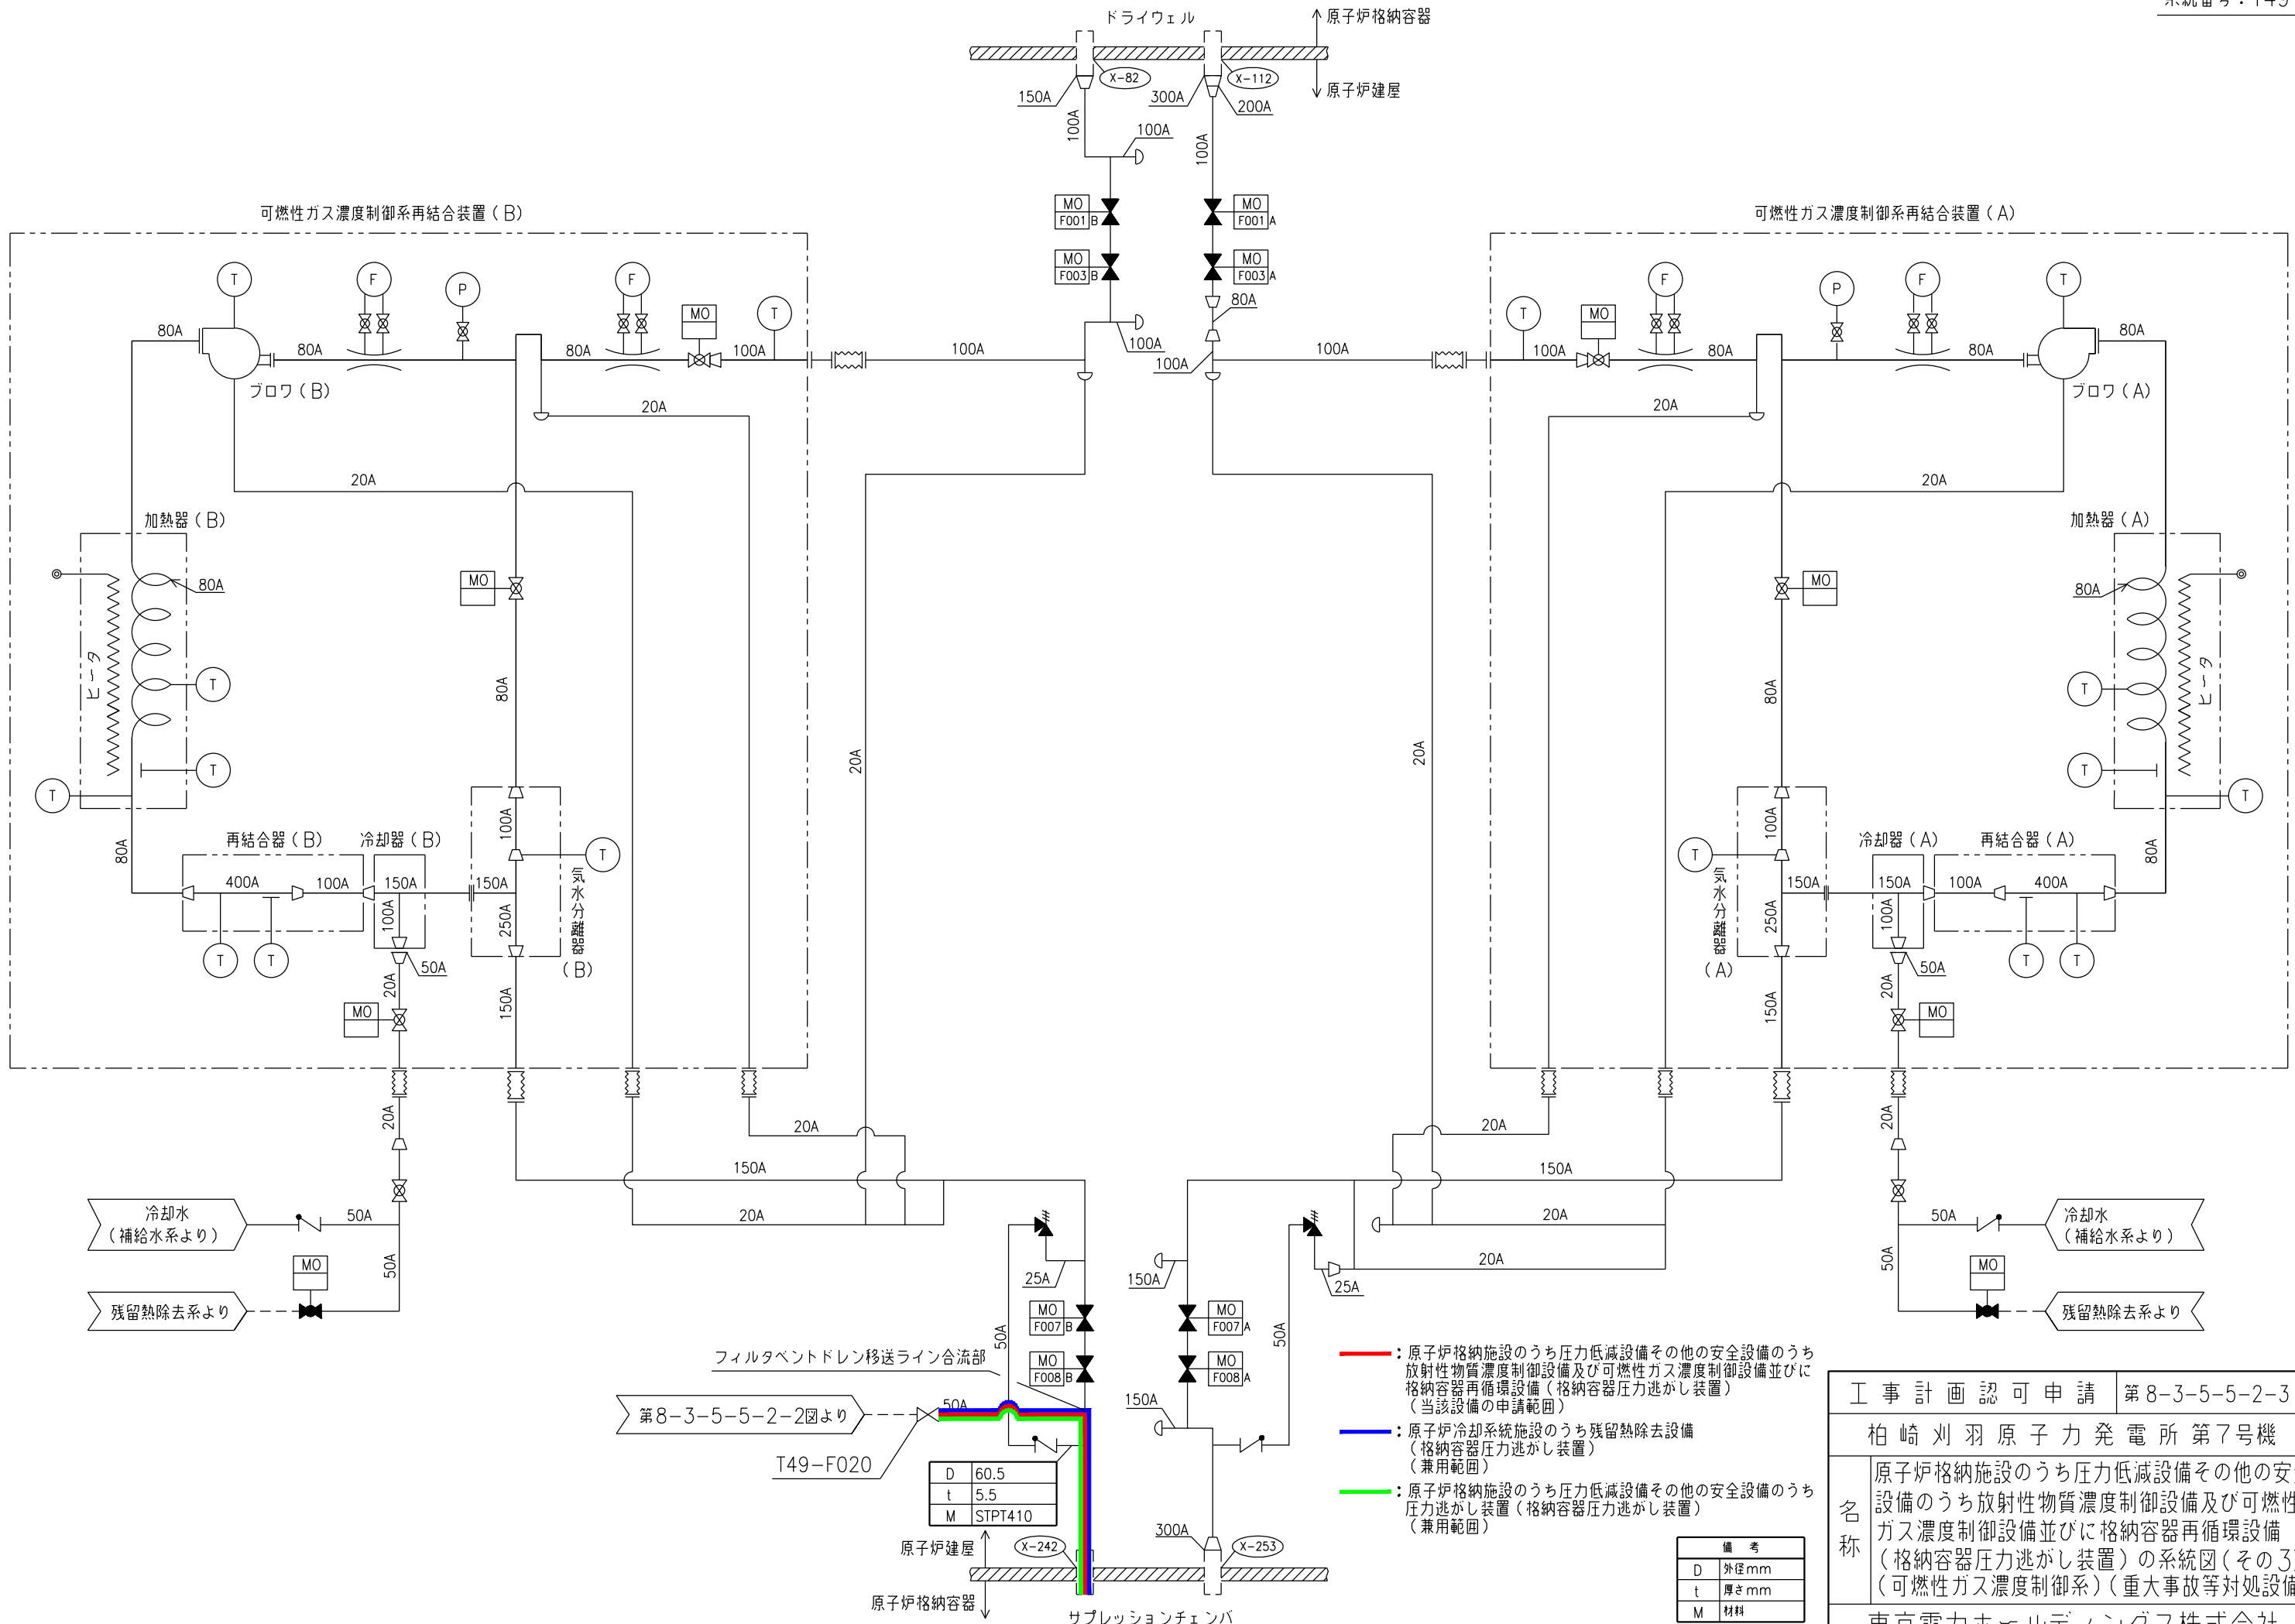 ドライウェル
原子炉格納容器
原子炉建屋
X-82
X-112
150A
300A
200A
100A
100A
100A
MO
F001 B
MO
F001 A
MO
F003 B
MO
F003 A
80A
100A
100A
可燃性ガス濃度制御系再結合装置(B)
T
F
P
F
MO
T
80A
80A
80A
100A
100A
ブロワ(B)
20A
20A
加熱器(B)
80A
MO
ヒータ
T
80A
20A
T
T
80A
再結合器(B)
冷却器(B)
100A
T
400A
100A
150A
150A
100A
250A
気水分離器
(B)
T
T
50A
20A
150A
MO
20A
20A
150A
20A
冷却水
(補給水系より)
50A
MO
50A
残留熱除去系より
可燃性ガス濃度制御系再結合装置(A)
T
MO
F
P
F
T
100A
100A
80A
80A
80A
ブロワ(A)
20A
20A
加熱器(A)
MO
80A
ヒータ
T
80A
20A
T
T
80A
冷却器(A)
再結合器(A)
100A
T
150A
150A
100A
400A
100A
250A
気水分離器
(A)
50A
T
T
20A
150A
MO
20A
20A
150A
20A
20A
冷却水
(補給水系より)
50A
MO
50A
残留熱除去系より
25A
150A
25A
50A
50A
MO
F007 B
MO
F007 A
MO
F008 B
MO
F008 A
フィルタベントドレン移送ライン合流部
第8-3-5-5-2-2図より
50A
150A
T49-F020
D 60.5
t 5.5
M STPT410
原子炉建屋
原子炉格納容器
X-242
300A
X-253
サプレッションチェンバ
:原子炉格納施設のうち圧力低減設備その他の安全設備のうち
放射性物質濃度制御設備及び可燃性ガス濃度制御設備並びに
格納容器再循環設備(格納容器圧力逃がし装置)
(当該設備の申請範囲)
:原子炉冷却系統施設のうち残留熱除去設備
(格納容器圧力逃がし装置)
(兼用範囲)
:原子炉格納施設のうち圧力低減設備その他の安全設備のうち
圧力逃がし装置(格納容器圧力逃がし装置)
(兼用範囲)
備 考
D 外径mm
t 厚さmm
M 材料
工事計画認可申請
第8-3-5-5-2-3
柏崎刈羽原子力発電所第7号機
名称
原子炉格納施設のうち圧力低減設備その他の安
設備のうち放射性物質濃度制御設備及び可燃性
ガス濃度制御設備並びに格納容器再循環設備
(格納容器圧力逃がし装置)の系統図(その3
(可燃性ガス濃度制御系)(重大事故等対処設備